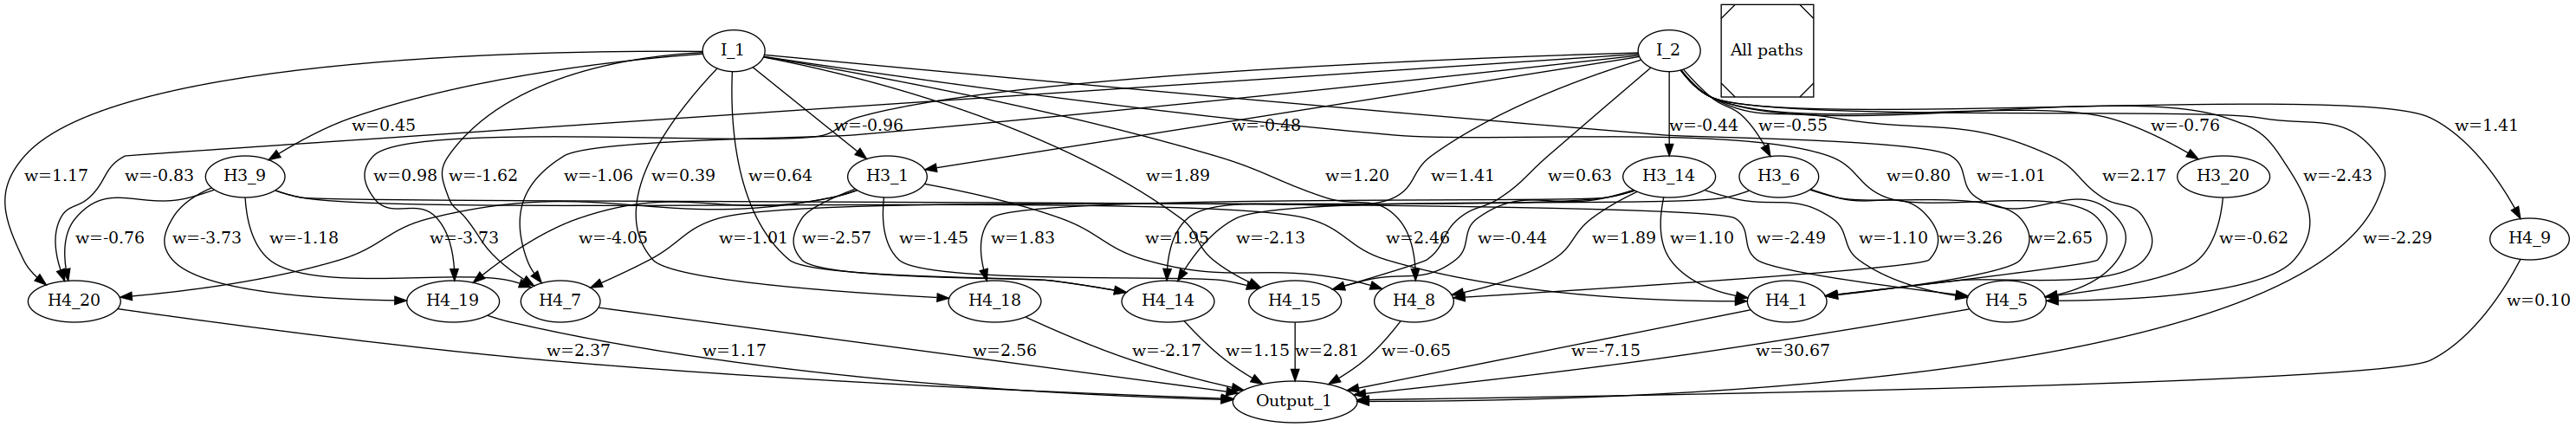 I_1
I_2
All paths
w=0.45
w=-0.96
w=-0.48
w=-0.44
w=-0.55
w=-0.76
w=1.41
w=1.17
w=-0.83
H3_9
w=0.98
w=-1.62
w=-1.06
w=0.39
w=0.64
H3_1
w=1.89
w=1.20
w=1.41
w=0.63
H3_14
H3_6
w=0.80
w=-1.01
w=2.17
H3_20
w=-2.43
w=-0.76
w=-3.73
w=-1.18
w=-3.73
w=-4.05
w=-1.01
w=-2.57
w=-1.45
w=1.83
w=1.95
w=-2.13
w=2.46
w=-0.44
w=1.89
w=1.10
w=-2.49
w=-1.10
w=3.26
w=2.65
w=-0.62
w=-2.29
H4_9
H4_20
H4_19
H4_7
H4_18
H4_14
H4_15
H4_8
H4_1
H4_5
w=0.10
w=2.37
w=1.17
w=2.56
w=-2.17
w=1.15
w=2.81
w=-0.65
w=-7.15
w=30.67
Output_1